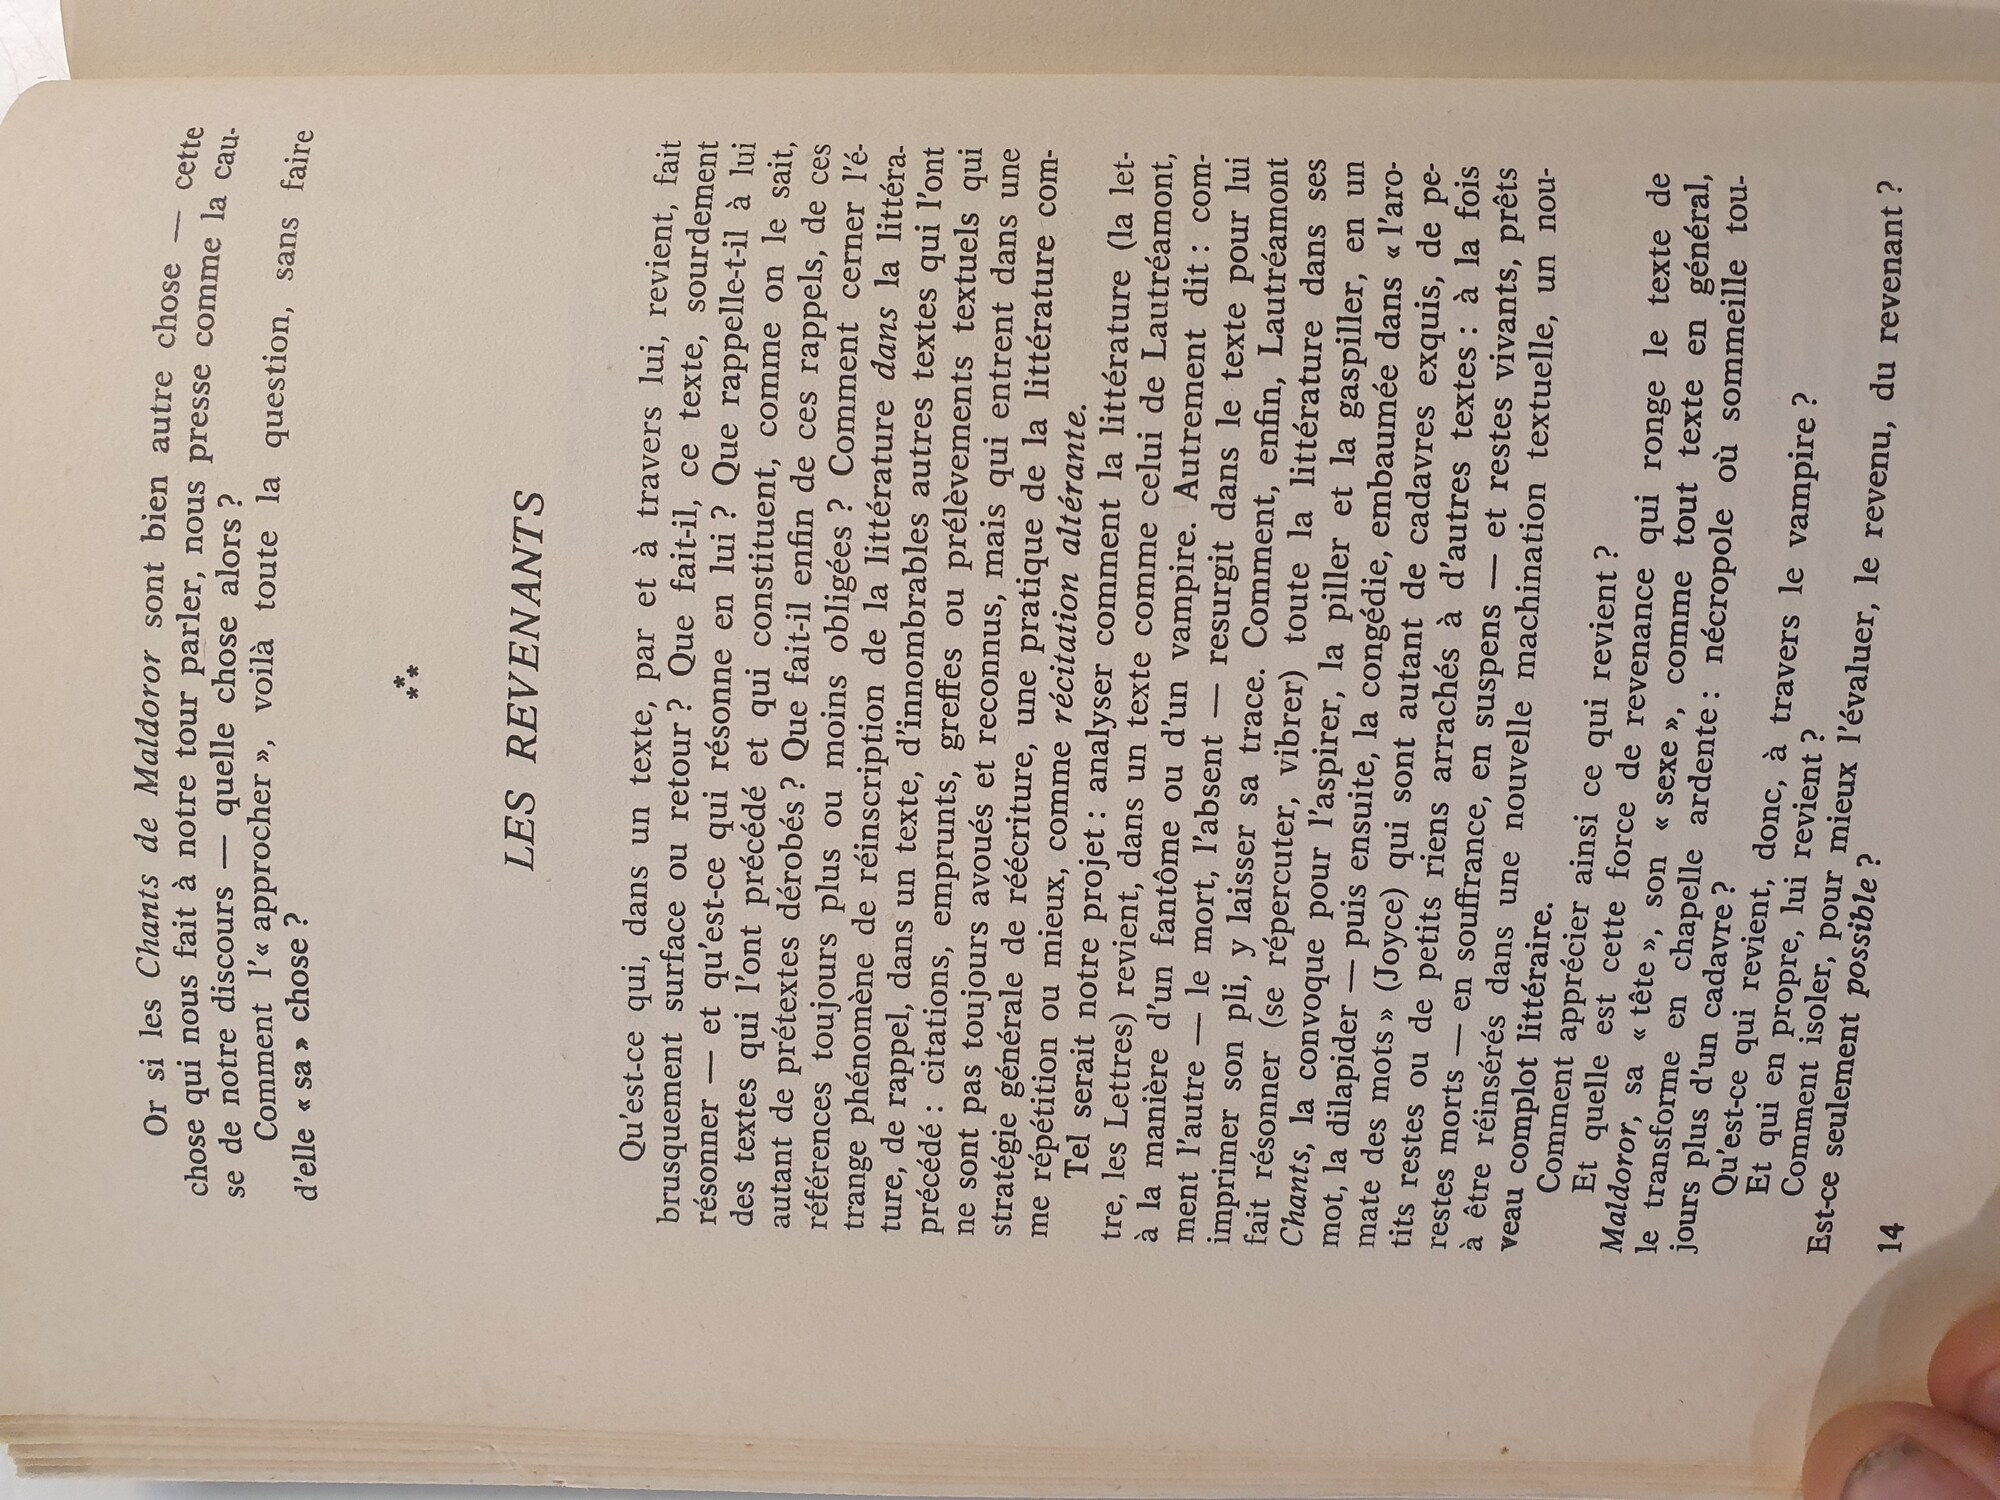 Or si les Chants de Maldoror sont bien autre chose — cette
chose qui nous fait à notre tour parler, nous presse comme la cau-
se de notre discours — quelle chose alors ?
Comment l'« approcher », voilà toute la question, sans faire
d'elle « sa » chose ?
***
LES REVENANTS
Qu'est-ce qui, dans un texte, par et à travers lui, revient, fait
brusquement surface ou retour ? Que fait-il, ce texte, sourdement
résonner — et qu'est-ce qui résonne en lui ? Que rappelle-t-il à lui
des textes qui l'ont précédé et qui constituent, comme on le sait,
autant de prétextes dérobés ? Que fait-il enfin de ces rappels, de ces
références toujours plus ou moins obligées ? Comment cerner l'é-
trange phénomène de réinscription de la littérature dans la littéra-
ture, de rappel, dans un texte, d'innombrables autres textes qui l'ont
précédé : citations, emprunts, greffes ou prélèvements textuels qui
ne sont pas toujours avoués et reconnus, mais qui entrent dans une
stratégie générale de réécriture, une pratique de la littérature com-
me répétition ou mieux, comme récitation altérante.
Tel serait notre projet : analyser comment la littérature (la let-
tre, les Lettres) revient, dans un texte comme celui de Lautréamont,
à la manière d'un fantôme ou d'un vampire. Autrement dit : com-
ment l'autre — le mort, l'absent — resurgit dans le texte pour lui
imprimer son pli, y laisser sa trace. Comment, enfin, Lautréamont
fait résonner (se répercuter, vibrer) toute la littérature dans ses
Chants, la convoque pour l'aspirer, la piller et la gaspiller, en un
mot, la dilapider — puis ensuite, la congédie, embaumée dans « l'aro-
mate des mots » (Joyce) qui sont autant de cadavres exquis, de pe-
tits restes ou de petits riens arrachés à d'autres textes : à la fois
restes morts — en souffrance, en suspens — et restes vivants, prêts
à être réinsérés dans une nouvelle machination textuelle, un nou-
veau complot littéraire.
Comment apprécier ainsi ce qui revient ?
Et quelle est cette force de revenance qui ronge le texte de
Maldoror, sa « tête », son « sexe », comme tout texte en général,
le transforme en chapelle ardente : nécropole où sommeille tou-
jours plus d'un cadavre ?
Qu'est-ce qui revient, donc, à travers le vampire ?
Et qui en propre, lui revient ?
Comment isoler, pour mieux l'évaluer, le revenu, du revenant ?
Est-ce seulement possible ?
14